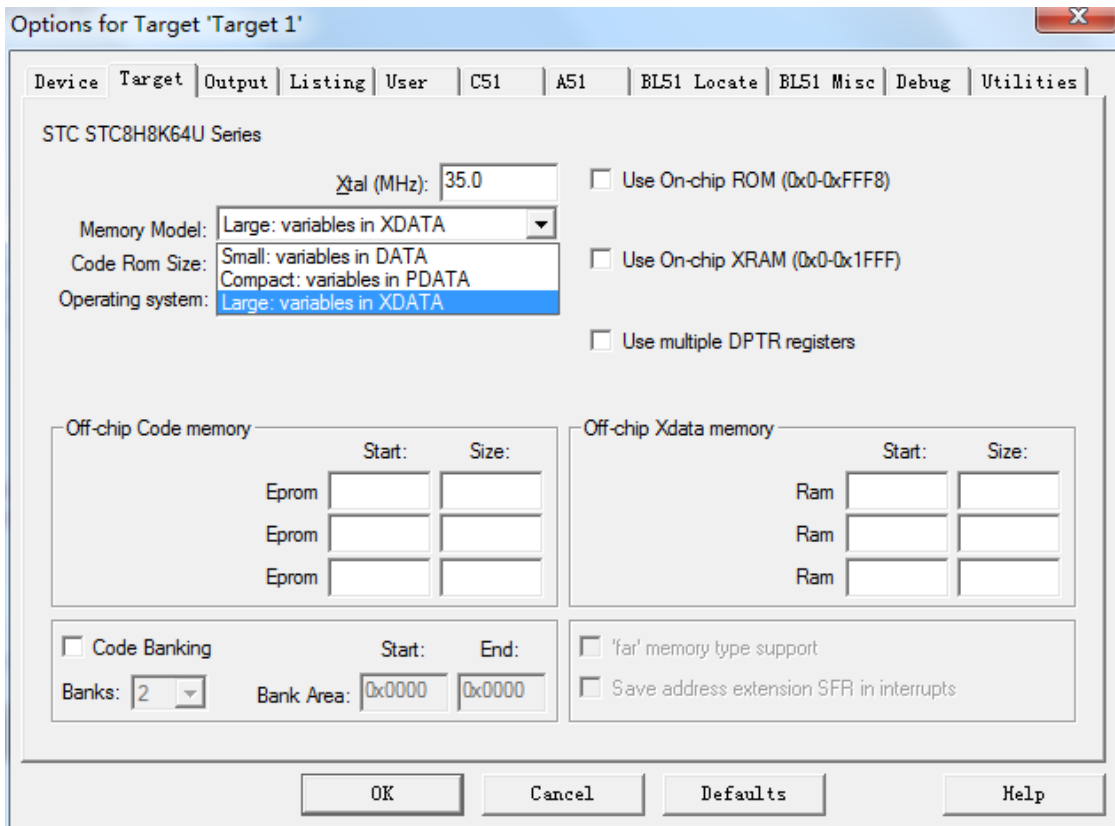 Options for Target 'Target 1'
X
Device Target Output Listing User C51 A51 BL51 Locate BL51 Misc Debug Utilities
STC STC8H8K64U Series
Xtal (MHz): 35.0
Use On-chip ROM (0x0-0xFFF8)
Memory Model: Large: variables in XDATA
Code Rom Size: Small: variables in DATA
Use On-chip XRAM (0x0-0x1FFF)
Compact: variables in PDATA
Operating system: Large: variables in XDATA
Use multiple DPTR registers
Off-chip Code memory
Start: Size:
Eprom
Eprom
Eprom
Off-chip Xdata memory
Start: Size:
Ram
Ram
Ram
Code Banking Start: End:
Banks: 2 Bank Area: 0x0000 0x0000
'far' memory type support
Save address extension SFR in interrupts
OK Cancel Defaults Help